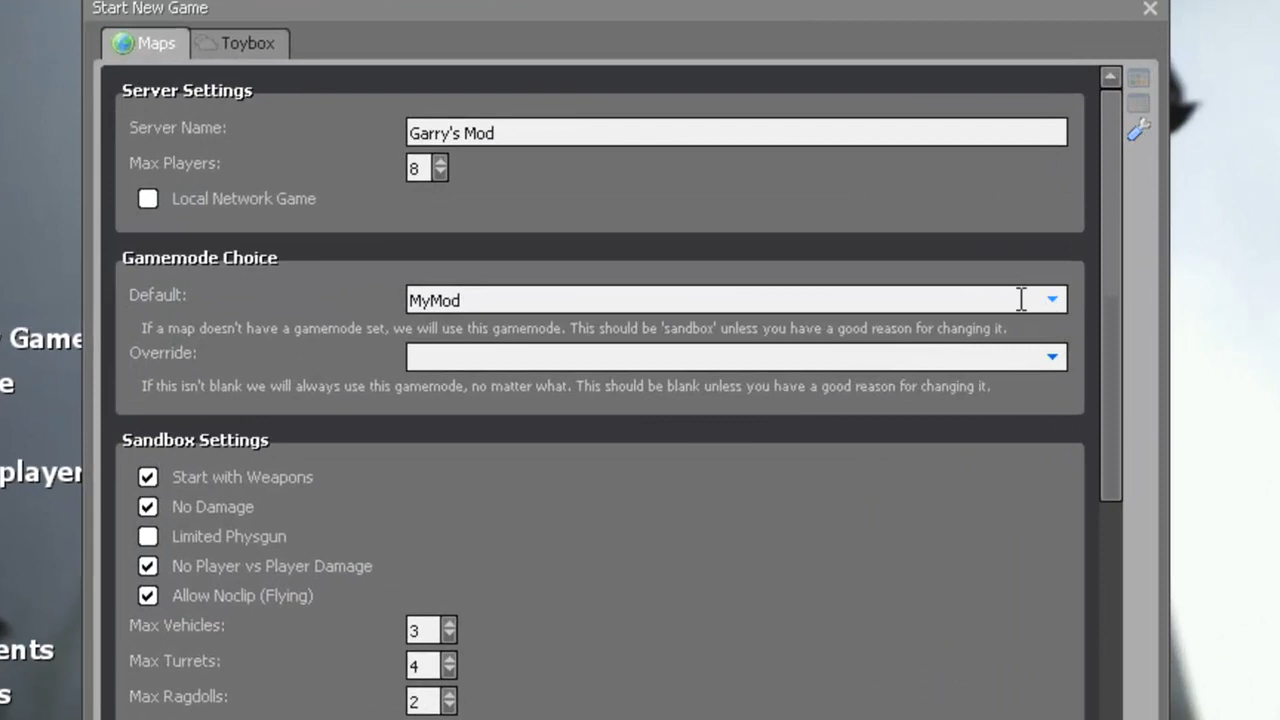 Start New Game
Maps
Toybox
Server Settings
Server Name:
Garry's Mod
Max Players:
8
Local Network Game
Gamemode Choice
Default:
MyMod
If a map doesn't have a gamemode set, we will use this gamemode. This should be 'sandbox' unless you have a good reason for changing it.
Override:
If this isn't blank we will always use this gamemode, no matter what. This should be blank unless you have a good reason for changing it.
Sandbox Settings
Start with Weapons
No Damage
Limited Physgun
No Player vs Player Damage
Allow Noclip (Flying)
Max Vehicles:
3
Max Turrets:
4
Max Ragdolls:
2
Game
e
player
ents
s